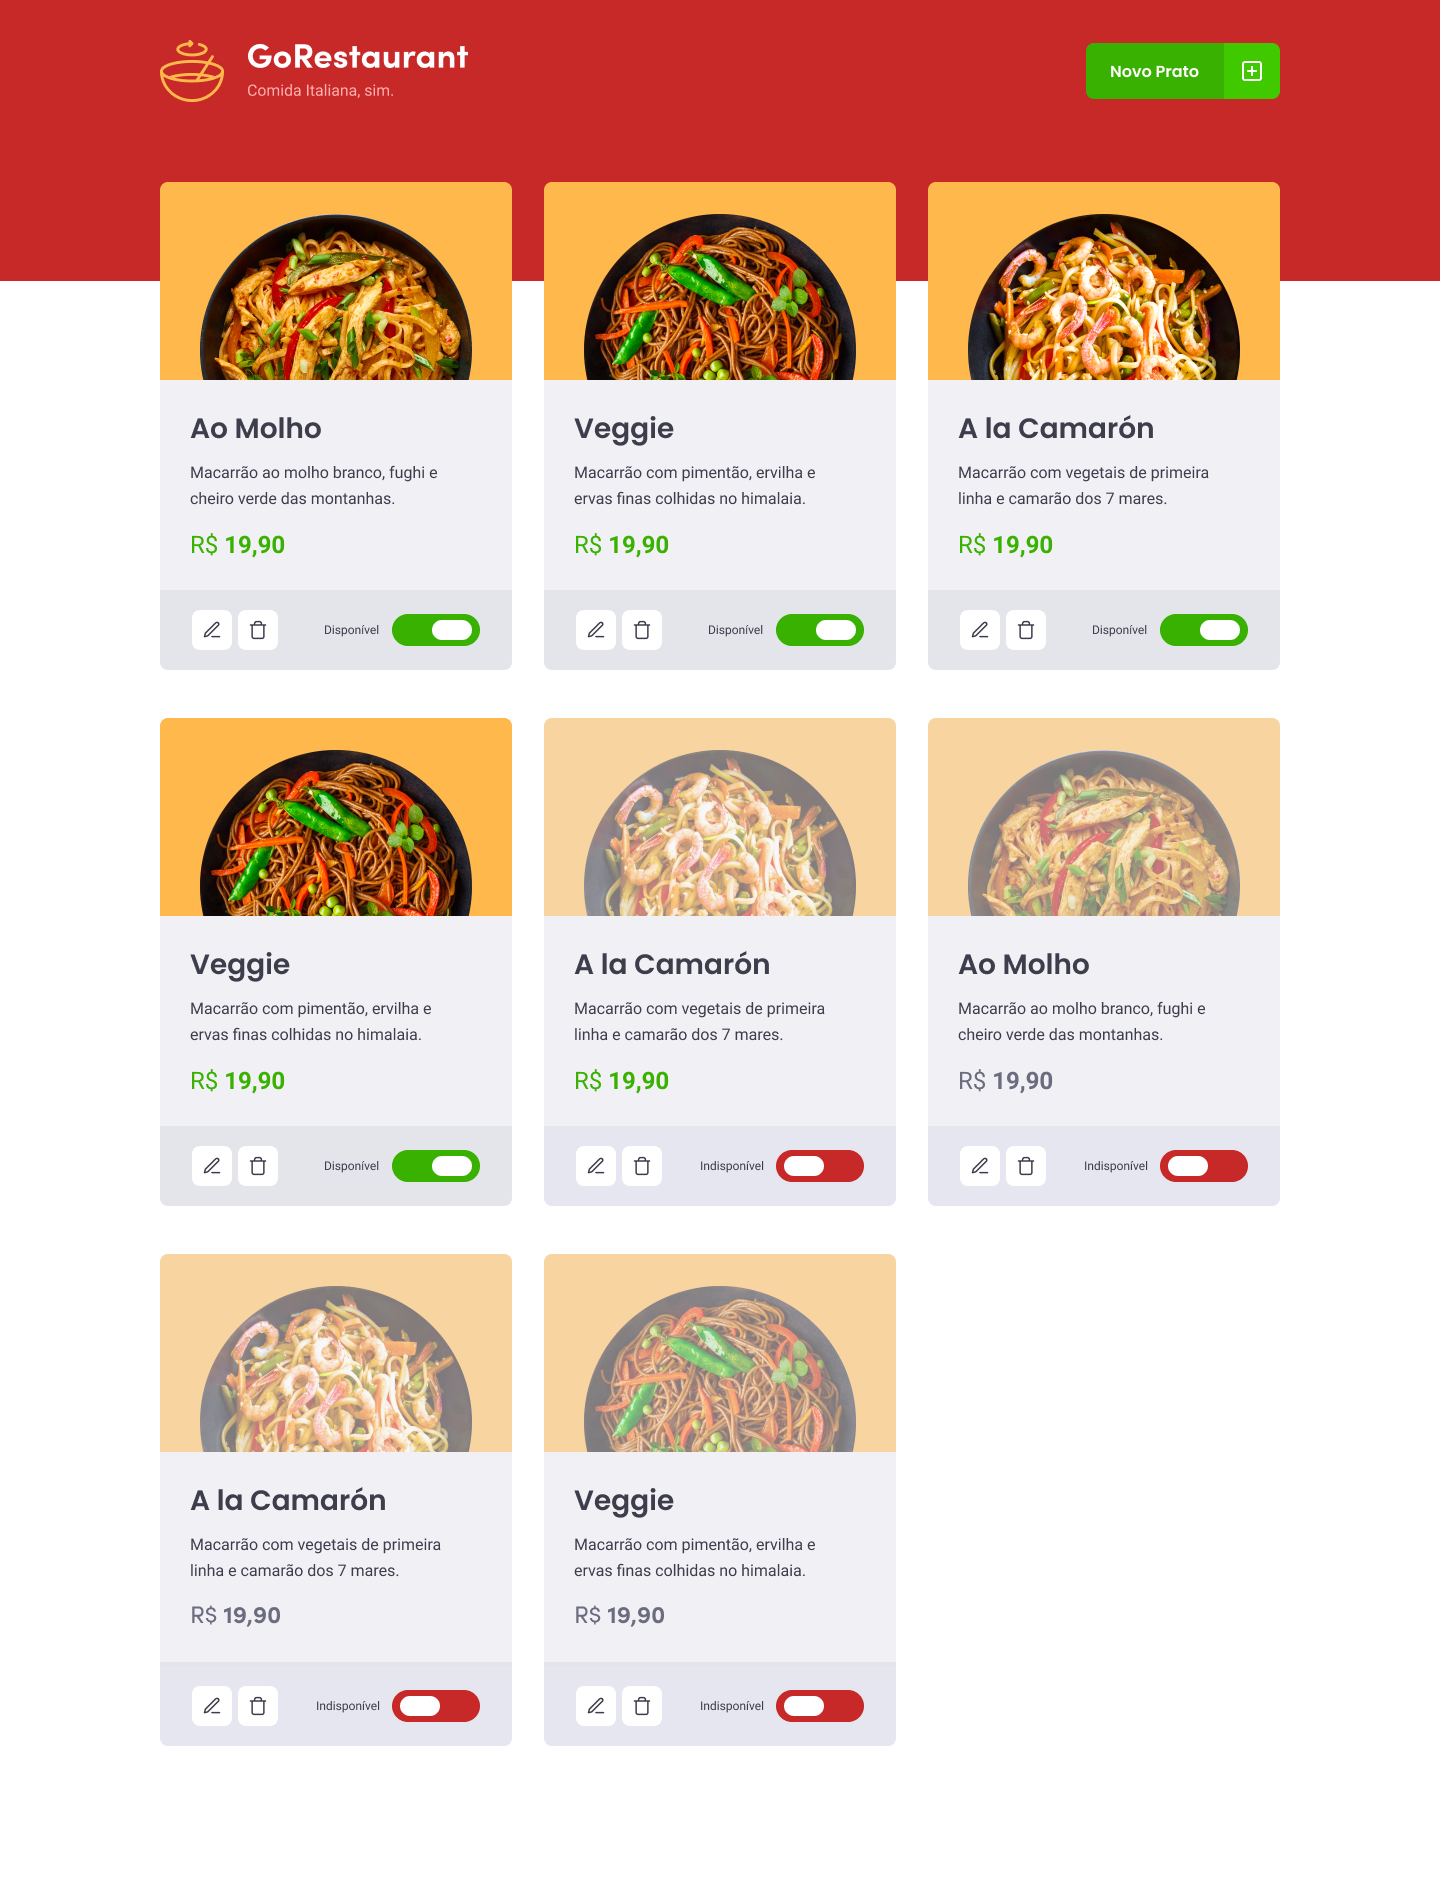 GoRestaurant
Comida Italiana, sim.
Novo Prato
Ao Molho
Macarrão ao molho branco, fughi e
cheiro verde das montanhas.
R$ 19,90
Disponível
Veggie
Macarrão com pimentão, ervilha e
ervas finas colhidas no himalaia.
R$ 19,90
Disponível
A la Camarón
Macarrão com vegetais de primeira
linha e camarão dos 7 mares.
R$ 19,90
Disponível
Veggie
Macarrão com pimentão, ervilha e
ervas finas colhidas no himalaia.
R$ 19,90
Disponível
A la Camarón
Macarrão com vegetais de primeira
linha e camarão dos 7 mares.
R$ 19,90
Indisponível
Ao Molho
Macarrão ao molho branco, fughi e
cheiro verde das montanhas.
R$ 19,90
Indisponível
A la Camarón
Macarrão com vegetais de primeira
linha e camarão dos 7 mares.
R$ 19,90
Indisponível
Veggie
Macarrão com pimentão, ervilha e
ervas finas colhidas no himalaia.
R$ 19,90
Indisponível